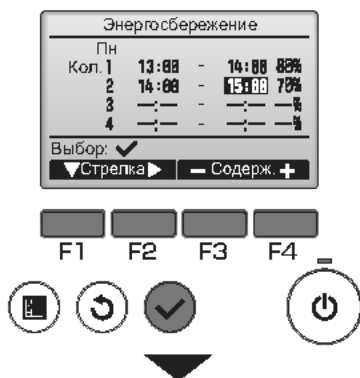 Энергосбережение
Пн
Кол. 1 13:00 - 14:00 80%
2 14:00 - 15:00 70%
3 --:-- - --:-- --%
4 --:-- - --:-- --%
Выбор: ✔
▼Стрелка▶ − Содерж. +
F1 F2 F3 F4